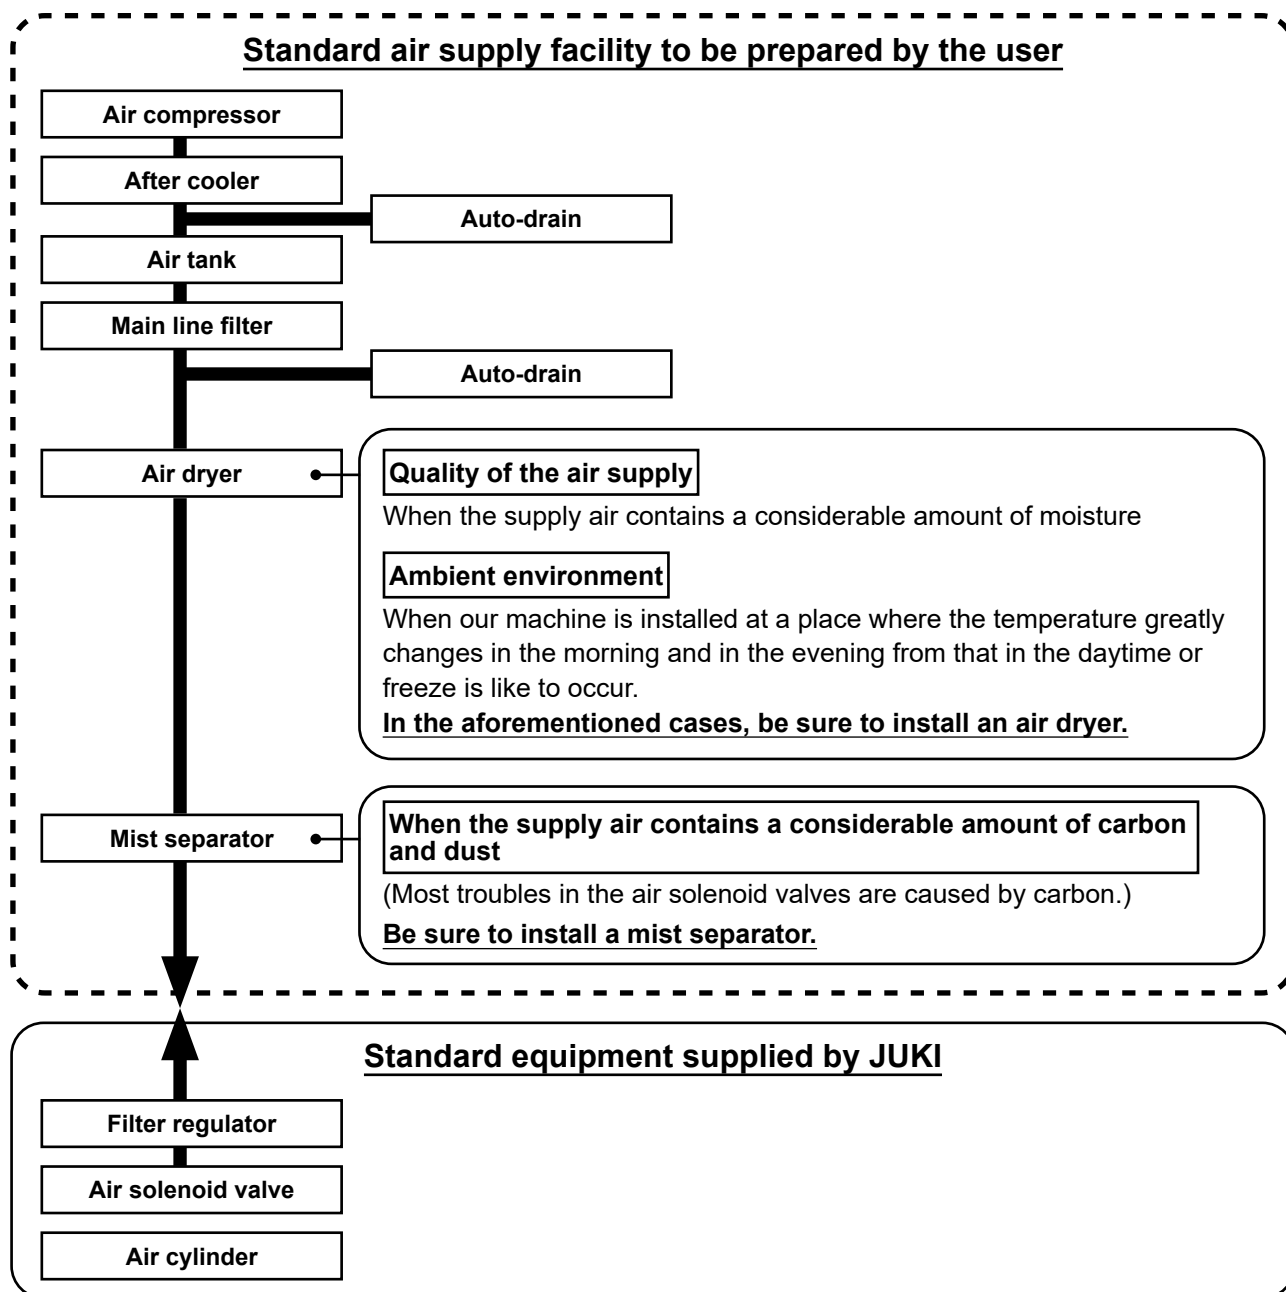 Standard air supply facility to be prepared by the user
Air compressor
After cooler
Auto-drain
Air tank
Main line filter
Auto-drain
Air dryer
Quality of the air supply
When the supply air contains a considerable amount of moisture
Ambient environment
When our machine is installed at a place where the temperature greatly
changes in the morning and in the evening from that in the daytime or
freeze is like to occur.
In the aforementioned cases, be sure to install an air dryer.
Mist separator
When the supply air contains a considerable amount of carbon
and dust
(Most troubles in the air solenoid valves are caused by carbon.)
Be sure to install a mist separator.
Standard equipment supplied by JUKI
Filter regulator
Air solenoid valve
Air cylinder